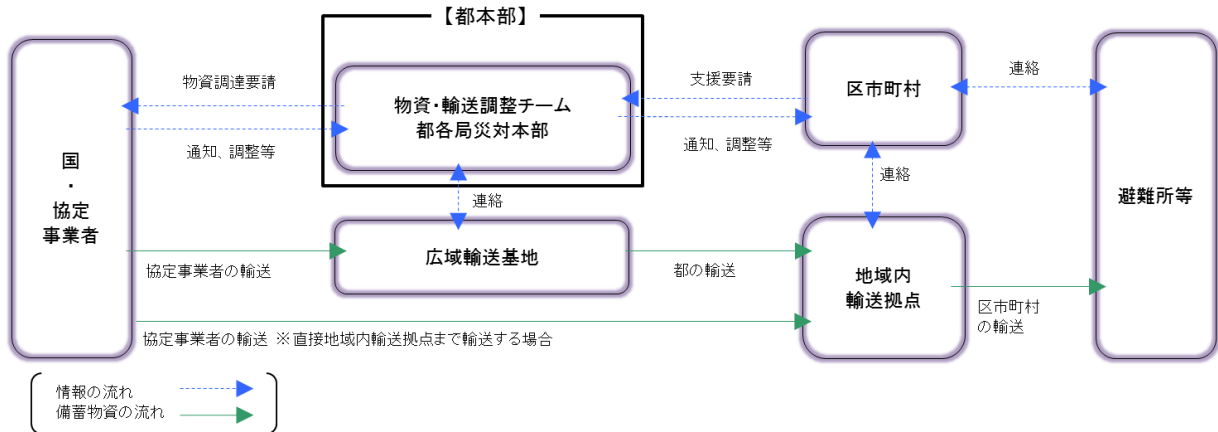 【都本部】
国
・
協定
事業者
物資調達要請
通知、調整等
物資・輸送調整チーム
都各局災対本部
支援要請
通知、調整等
区市町村
連絡
避難所等
連絡
連絡
協定事業者の輸送
広域輸送基地
都の輸送
地域内
輸送拠点
区市町村
の輸送
協定事業者の輸送 ※直接地域内輸送拠点まで輸送する場合
情報の流れ
備蓄物資の流れ